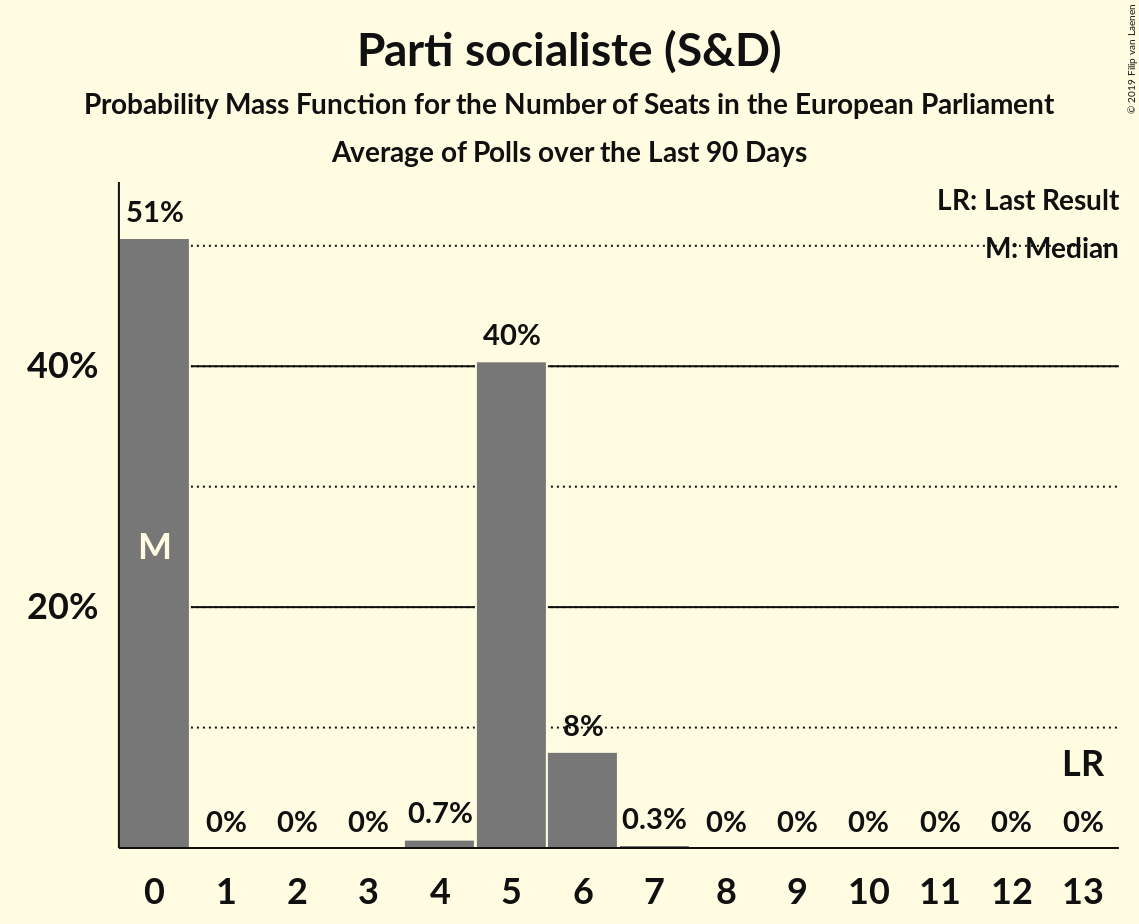 Parti socialiste (S&D)
Probability Mass Function for the Number of Seats in the European Parliament
Average of Polls over the Last 90 Days
© 2019 Filip van Laenen
LR: Last Result
M: Median
51%
40%
40%
M
20%
8%
LR
0% 0% 0% 0.7% 0.3% 0% 0% 0% 0% 0% 0%
0 1 2 3 4 5 6 7 8 9 10 11 12 13